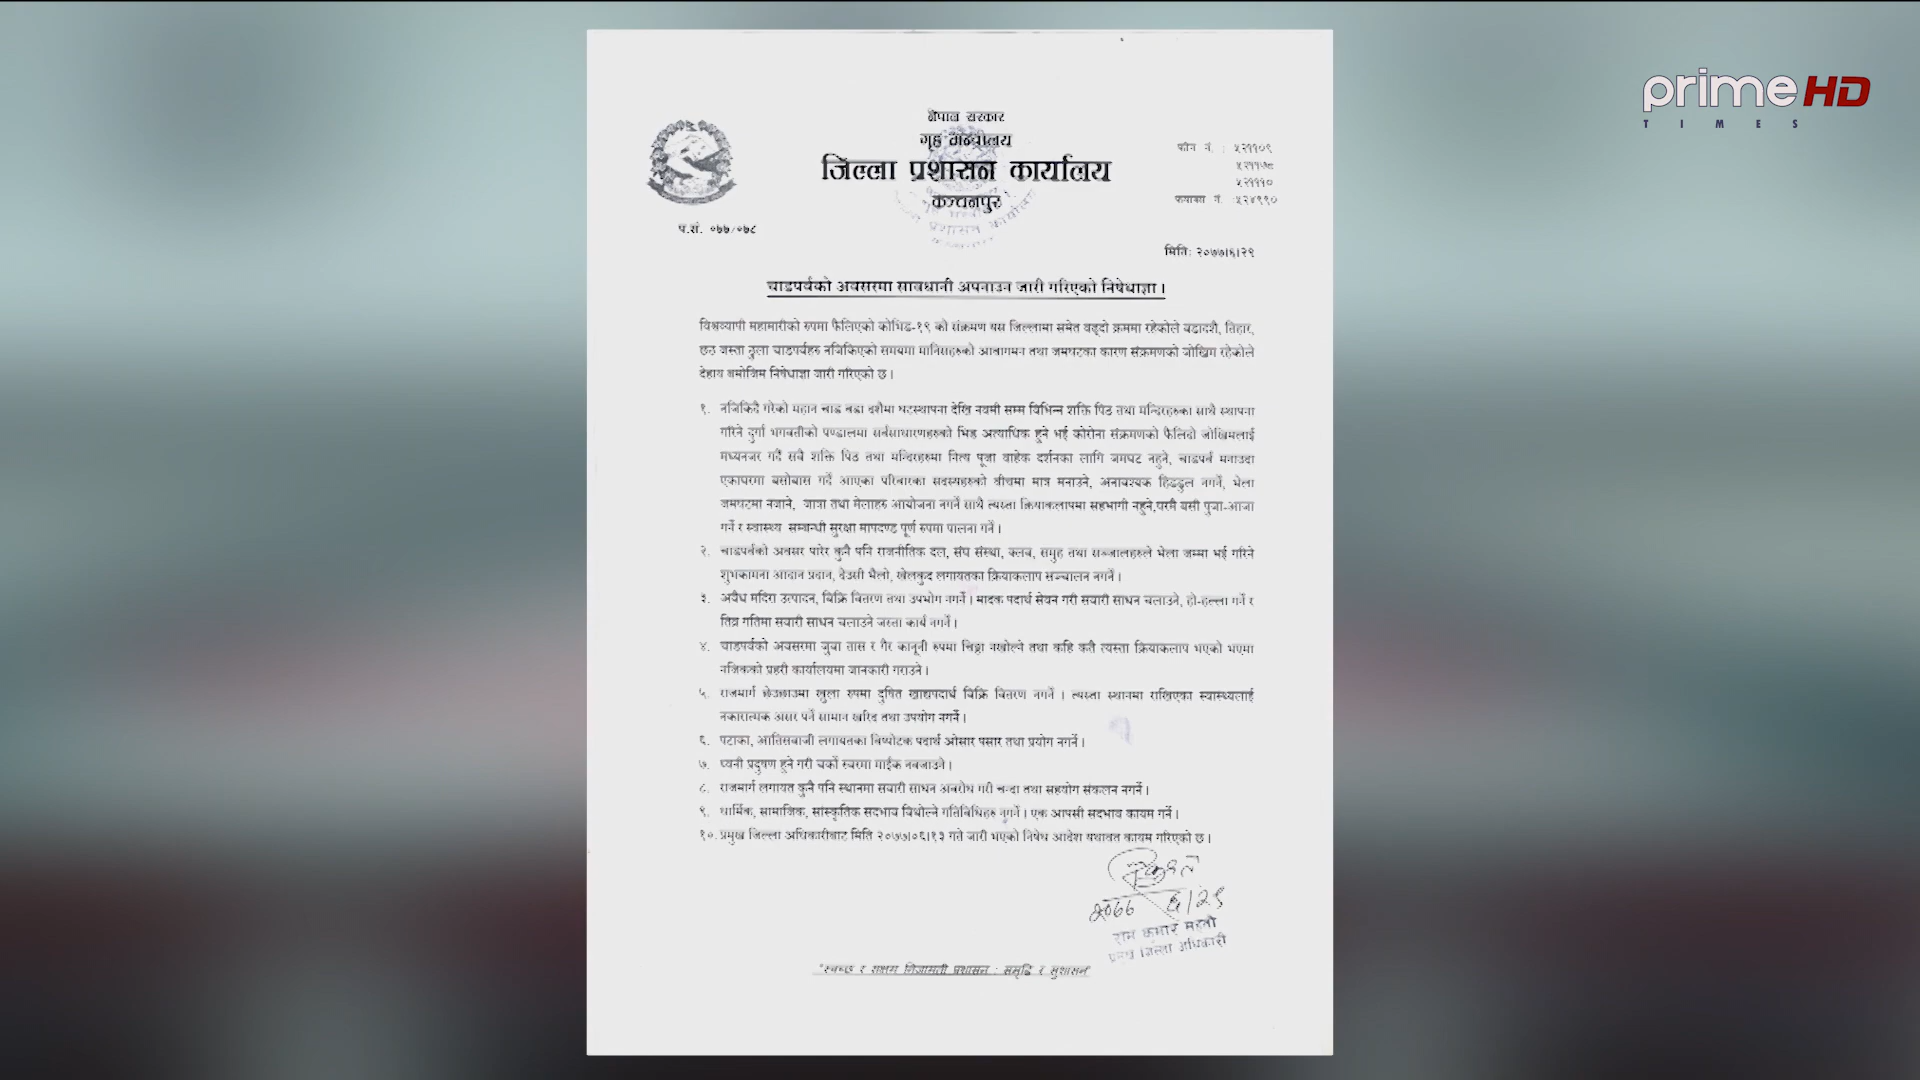 prime HD
TIMES
नेपाल सरकार
गृह मन्त्रालय
जिल्ला प्रशासन कार्यालय
कञ्चनपुर
फोन नं. : ५२११०९
५२११७८
५२१११०
फ्याक्स नं. :५२४९९०
प.सं. ०७७/०७८
मिति: २०७७।६।२९
चाडपर्वको अवसरमा सावधानी अपनाउन जारी गरिएको निषेधाज्ञा ।
विश्वव्यापी महामारीको रुपमा फैलिएको कोभिड-१९ को संक्रमण यस जिल्लामा समेत बढ्दो क्रममा रहेकोले बडादशै, तिहार,
छठ जस्ता ठुला चाडपर्वहरु नजिकिएको समयमा मानिसहरुको आवागमन तथा जमघटका कारण संक्रमणको जोखिम रहेकोले
देहाय बमोजिम निषेधाज्ञा जारी गरिएको छ ।
१. नजिकिदै गरेको महान चाड बडा दशैमा घटस्थापना देखि नवमी सम्म विभिन्न शक्ति पिठ तथा मन्दिरहरुका साथै स्थापना
गरिने दुर्गा भगवतीको पण्डालमा सर्वसाधारणहरुको भिड अत्याधिक हुने भई कोरोना संक्रमणको फैलिदो जोखिमलाई
मध्यनजर गर्दै सबै शक्ति पिठ तथा मन्दिरहरुमा नित्य पूजा वाहेक दर्शनका लागि जमघट नहुने, चाडपर्व मनाउदा
एकाघरमा बसोबास गर्दै आएका परिवारका सदस्यहरुको बीचमा मात्र मनाउने, अनावश्यक हिडडुल नगर्ने, भेला
जमघटमा नजाने, जात्रा तथा मेलाहरु आयोजना नगर्ने साथै त्यस्ता क्रियाकलापमा सहभागी नहुने,घरमै बसी पुजा-आजा
गर्ने र स्वास्थ्य सम्बन्धी सुरक्षा मापदण्ड पूर्ण रुपमा पालना गर्ने ।
२. चाडपर्वको अवसर पारेर कुनै पनि राजनीतिक दल, संघ संस्था, क्लब, समुह तथा सञ्जालहरुले भेला जम्मा भई गरिने
शुभकामना आदान प्रदान, देउसी भैलो, खेलकुद लगायतका क्रियाकलाप सञ्चालन नगर्ने ।
३. अवैध मदिरा उत्पादन, बिक्रि वितरण तथा उपभोग नगर्ने । मादक पदार्थ सेवन गरी सवारी साधन चलाउने, हो-हल्ला गर्ने र
तिव्र गतिमा सवारी साधन चलाउने जस्ता कार्य नगर्ने ।
४. चाडपर्वको अवसरमा जुवा तास र गैर कानूनी रुपमा चिठ्ठा नखोल्ने तथा कहि कतै त्यस्ता क्रियाकलाप भएको भएमा
नजिकको प्रहरी कार्यालयमा जानकारी गराउने ।
५. राजमार्ग छेउछाउमा खुला रुपमा दुषित खाद्यपदार्थ बिक्रि वितरण नगर्ने । त्यस्ता स्थानमा राखिएका स्वास्थ्यलाई
नकारात्मक असर पर्ने सामान खरिद तथा उपयोग नगर्ने ।
६. पटाका, आतिसबाजी लगायतका बिष्पोटक पदार्थ ओसार पसार तथा प्रयोग नगर्ने ।
७. ध्वनी प्रदुषण हुने गरी चर्को स्वरमा माईक नबजाउने ।
८. राजमार्ग लगायत कुनै पनि स्थानमा सवारी साधन अवरोध गरी चन्दा तथा सहयोग संकलन नगर्ने ।
९. धार्मिक, सामाजिक, सांस्कृतिक सदभाव बिथोल्ने गतिबिधिहरु नगर्ने । एक आपसी सदभाव कायम गर्ने ।
१०. प्रमुख जिल्ला अधिकारीबाट मिति २०७७।०६।१३ गते जारी भएको निषेध आदेश यथावत कायम गरिएको छ ।
२०७७ ६/२९
राम कुमार महतो
प्रमुख जिल्ला अधिकारी
"स्वच्छ र सक्षम निजामती प्रशासन : समृद्धि र सुशासन"